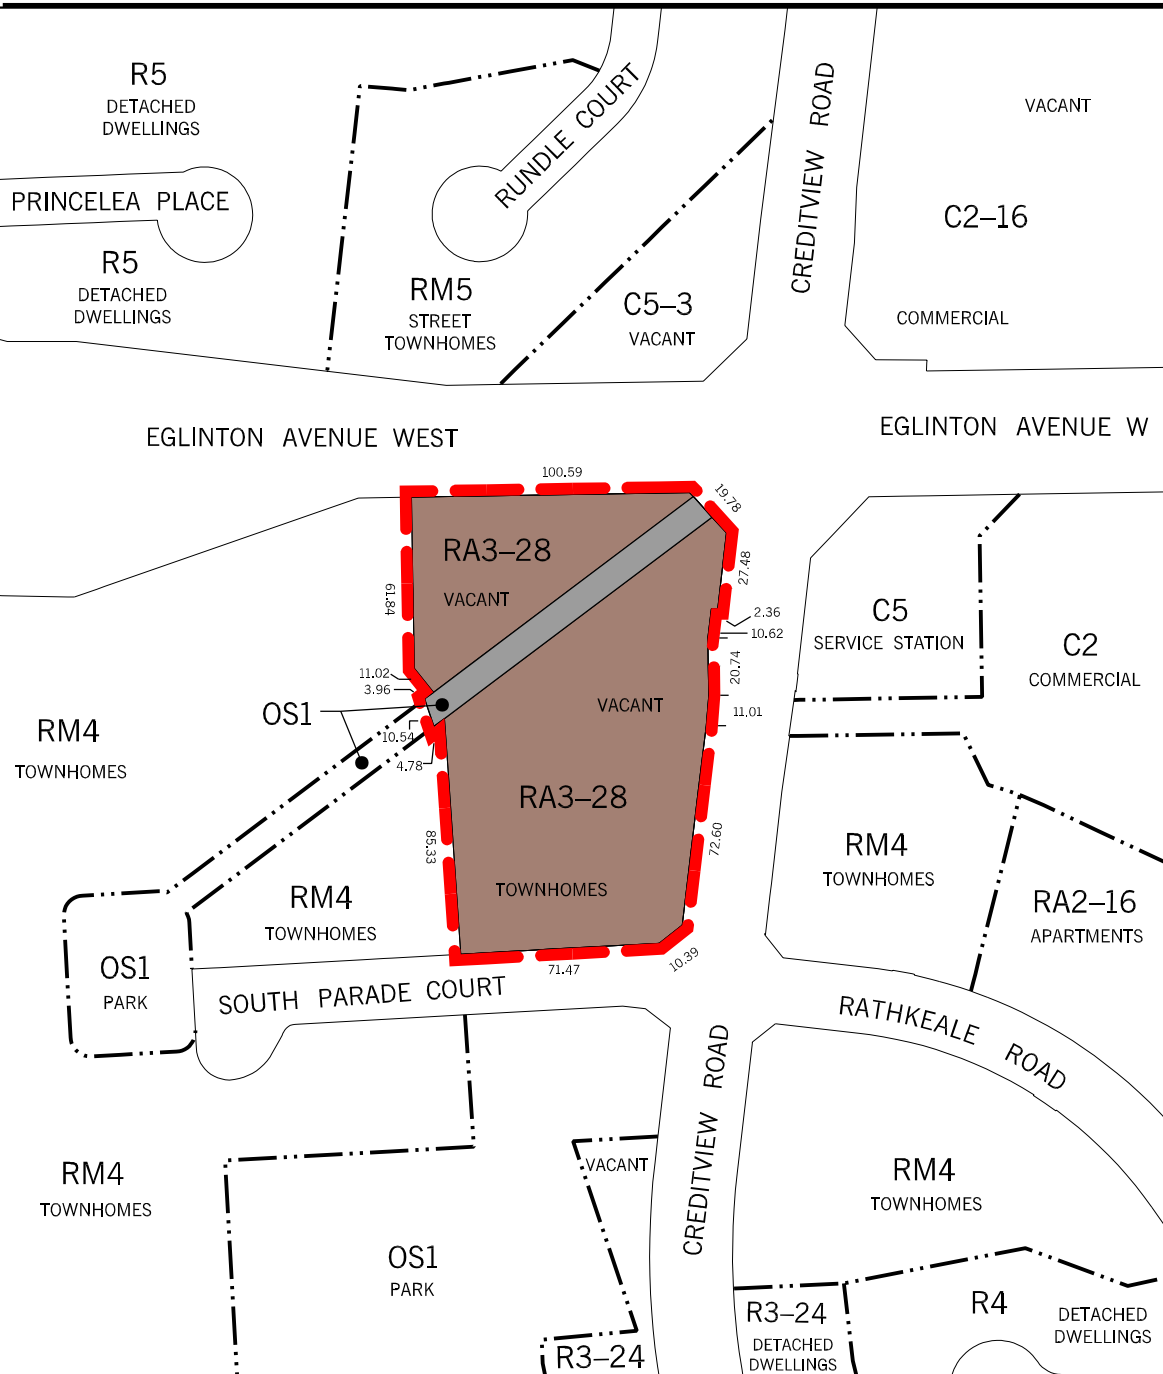 R5
DETACHED
DWELLINGS
PRINCELEA PLACE
R5
DETACHED
DWELLINGS
RUNDLE COURT
RM5
STREET
TOWNHOMES
C5–3
VACANT
CREDITVIEW ROAD
VACANT
C2–16
COMMERCIAL
EGLINTON AVENUE WEST
EGLINTON AVENUE W
100.59
19.78
RA3–28
VACANT
61.84
27.48
2.36
10.62
20.74
11.01
11.02
3.96
OS1
10.54
4.78
VACANT
RA3–28
TOWNHOMES
85.33
72.60
71.47
10.39
C5
SERVICE STATION
C2
COMMERCIAL
RM4
TOWNHOMES
RM4
TOWNHOMES
RM4
TOWNHOMES
RA2–16
APARTMENTS
OS1
PARK
SOUTH PARADE COURT
RATHKEALE ROAD
CREDITVIEW ROAD
RM4
TOWNHOMES
VACANT
RM4
TOWNHOMES
OS1
PARK
R3–24
R3–24
DETACHED
DWELLINGS
R4
DETACHED
DWELLINGS